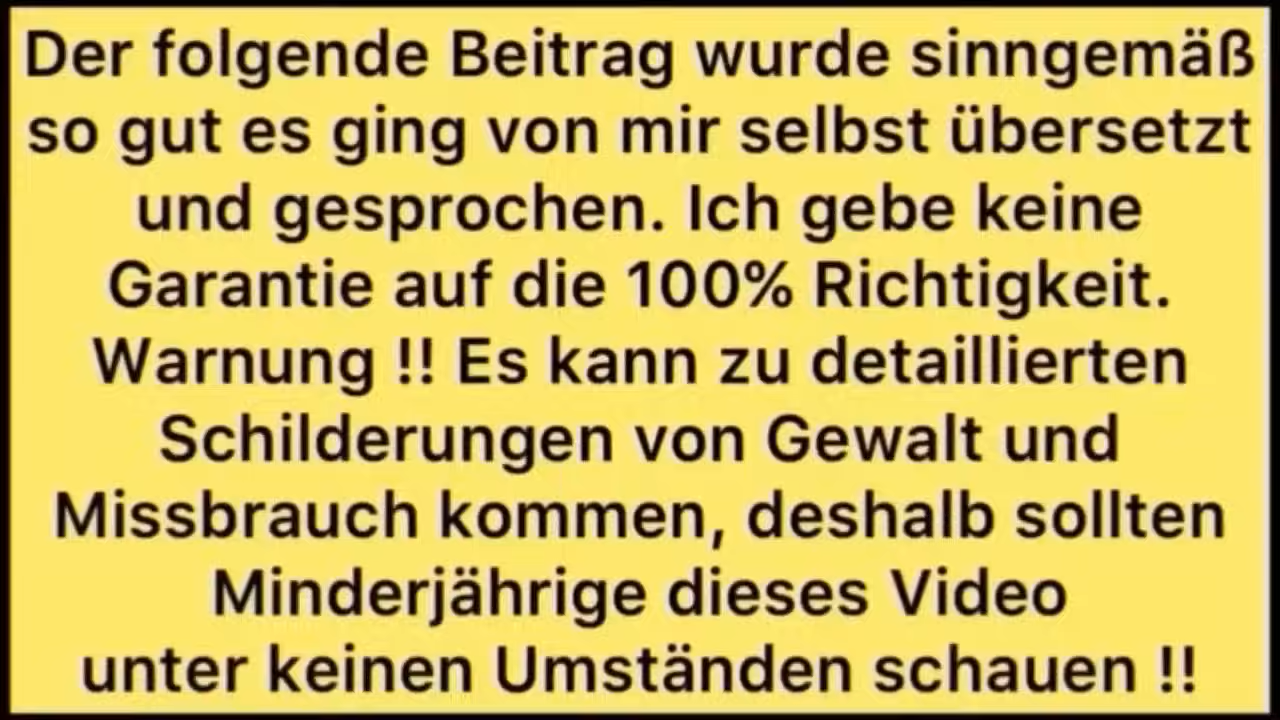 Der folgende Beitrag wurde sinngemäß
so gut es ging von mir selbst übersetzt
und gesprochen. Ich gebe keine
Garantie auf die 100% Richtigkeit.
Warnung !! Es kann zu detaillierten
Schilderungen von Gewalt und
Missbrauch kommen, deshalb sollten
Minderjährige dieses Video
unter keinen Umständen schauen !!